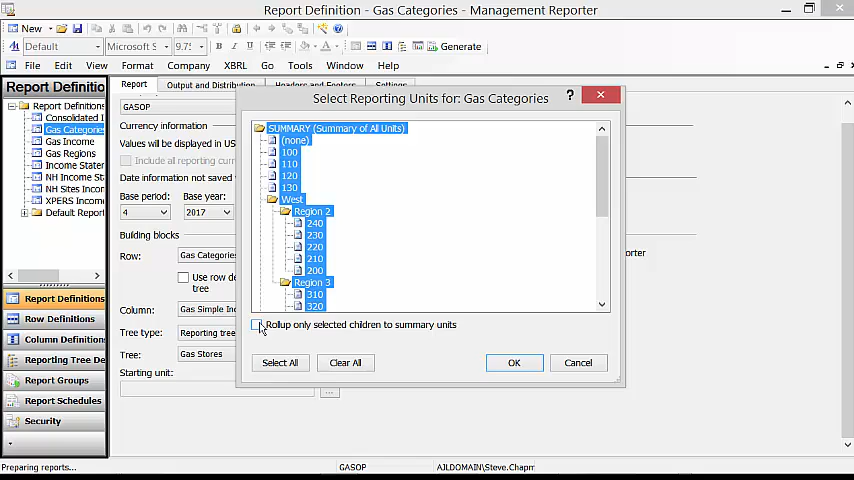 Report Definition - Gas Categories - Management Reporter
New
Default
Microsoft S
9.75
B I U
Generate
File Edit View Format Company XBRL Go Tools Window Help
Report Definitio
Report Definitions
Consolidated I
Gas Categorie
Gas Income
Gas Regions
Income Stater
NH Income St
NH Sites Incor
XPERS Incom
Default Report
Report Definitions
Row Definitions
Column Definitions
Reporting Tree De
Report Groups
Report Schedules
Security
Report Output and Distribution Headers and Footers Settings
GASOP
Currency information
Values will be displayed in US
Include all reporting curre
Date information not saved
Base period: Base year:
4 2017
Building blocks
Row: Gas Categories
Use row de
tree
Column: Gas Simple Inc
Tree type: Reporting tree
Tree: Gas Stores
Starting unit:
...
orter
Select Reporting Units for: Gas Categories
?
SUMMARY (Summary of All Units)
(none)
100
110
120
130
West
Region 2
240
230
220
210
200
Region 3
310
320
Rollup only selected children to summary units
Select All Clear All OK Cancel
Preparing reports... GASOP AJLDOMAIN\Steve.Chapm